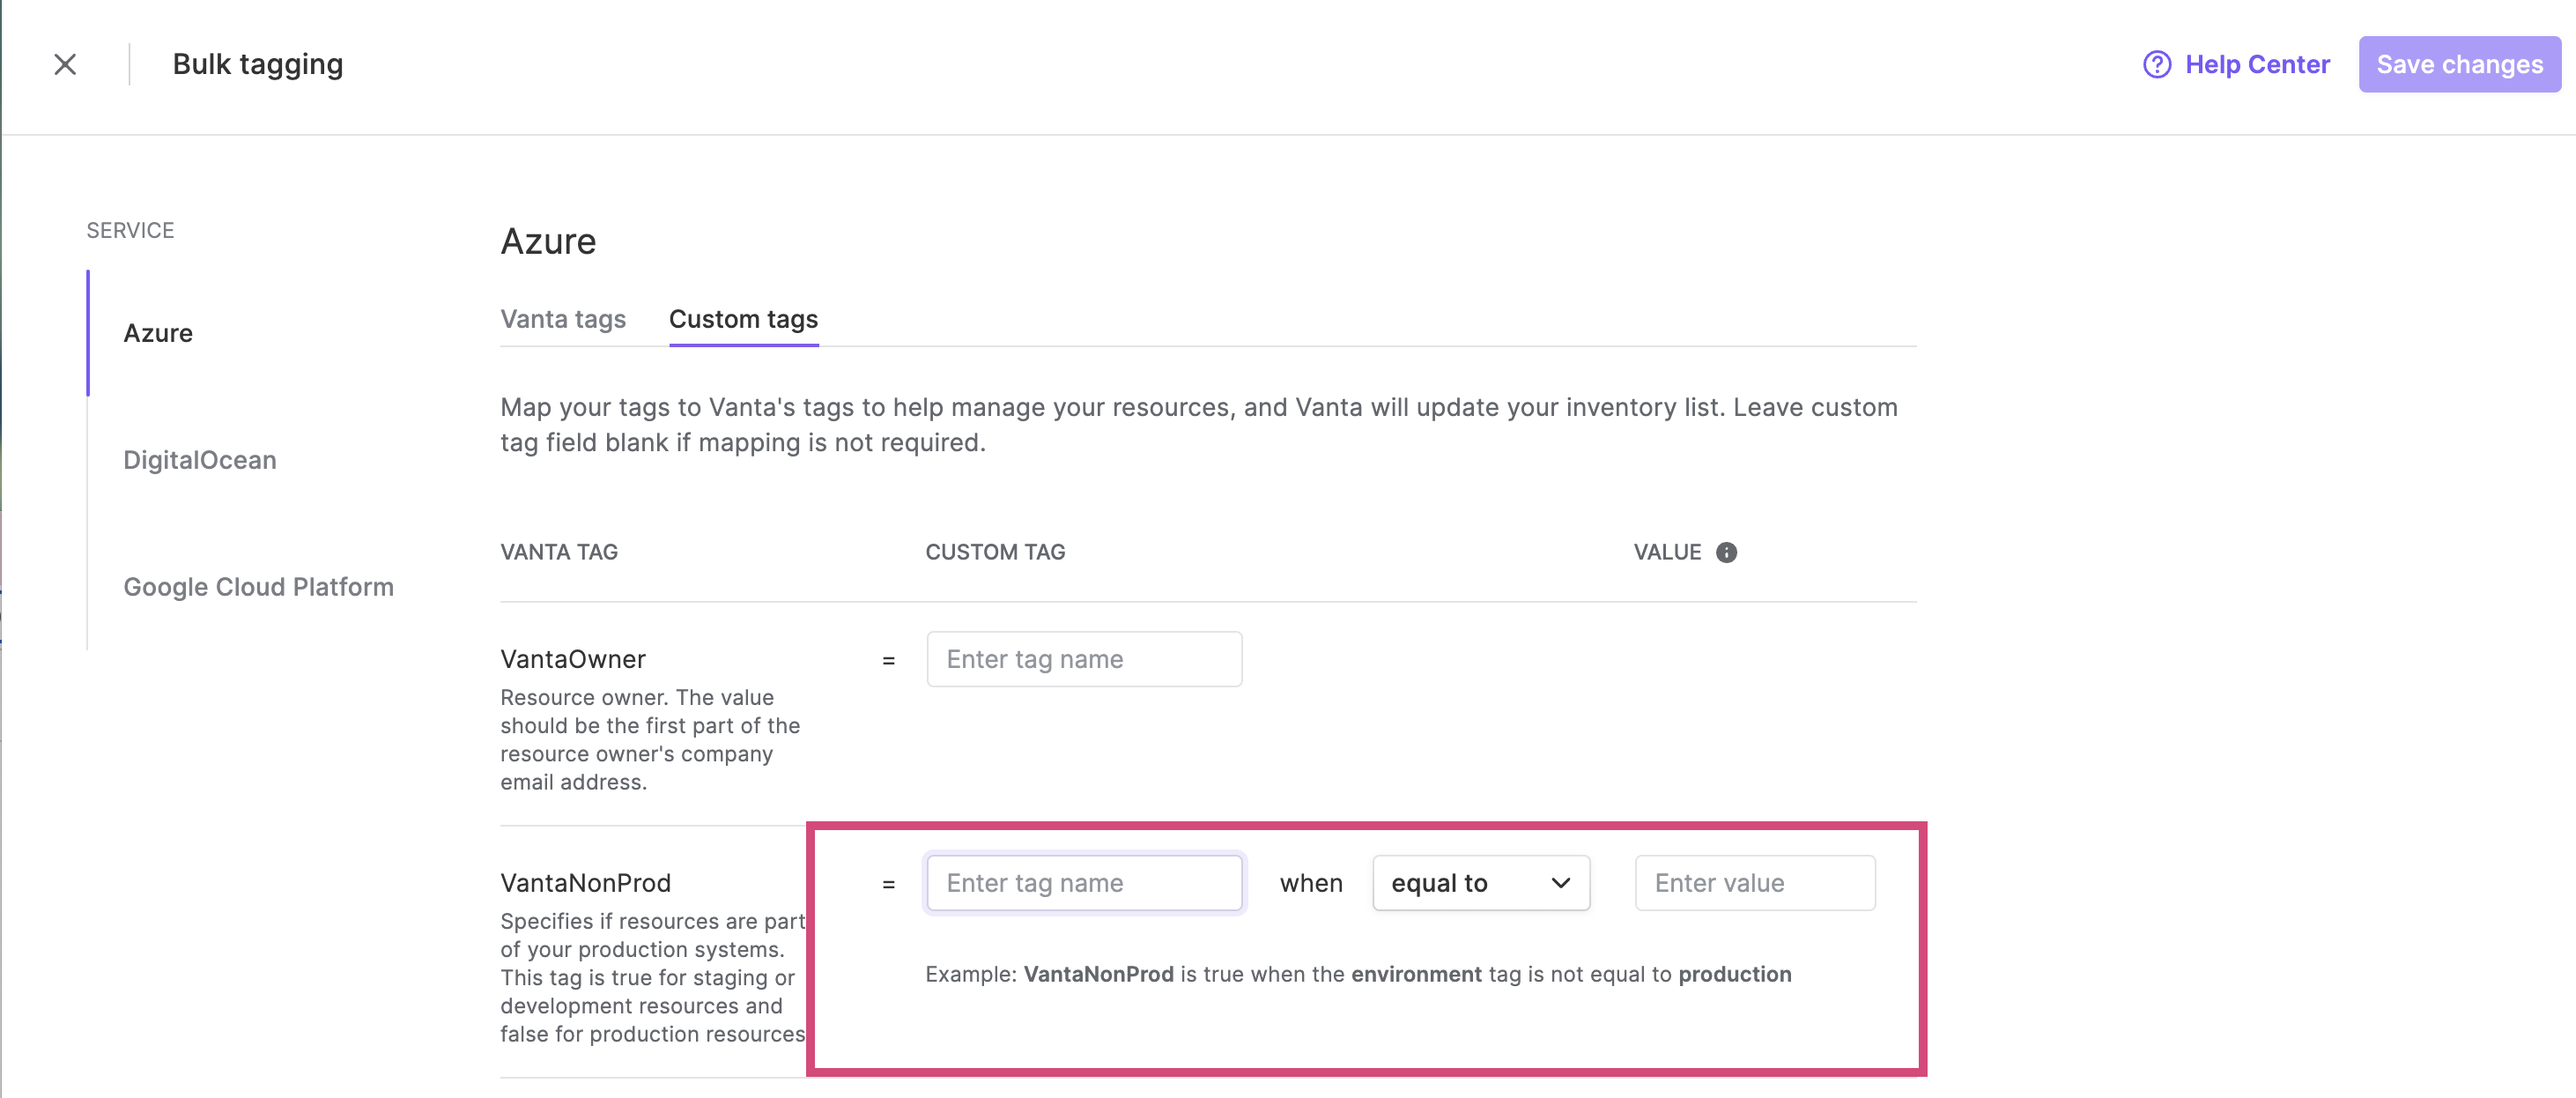 Bulk tagging
Help Center
Save changes
SERVICE
Azure
DigitalOcean
Google Cloud Platform
Azure
Vanta tags
Custom tags
Map your tags to Vanta's tags to help manage your resources, and Vanta will update your inventory list. Leave custom
tag field blank if mapping is not required.
VANTA TAG
CUSTOM TAG
VALUE
VantaOwner
=
Enter tag name
Resource owner. The value
should be the first part of the
resource owner's company
email address.
VantaNonProd
=
Enter tag name
when
equal to
Enter value
Specifies if resources are part
of your production systems.
This tag is true for staging or
development resources and
false for production resources
Example: VantaNonProd is true when the environment tag is not equal to production